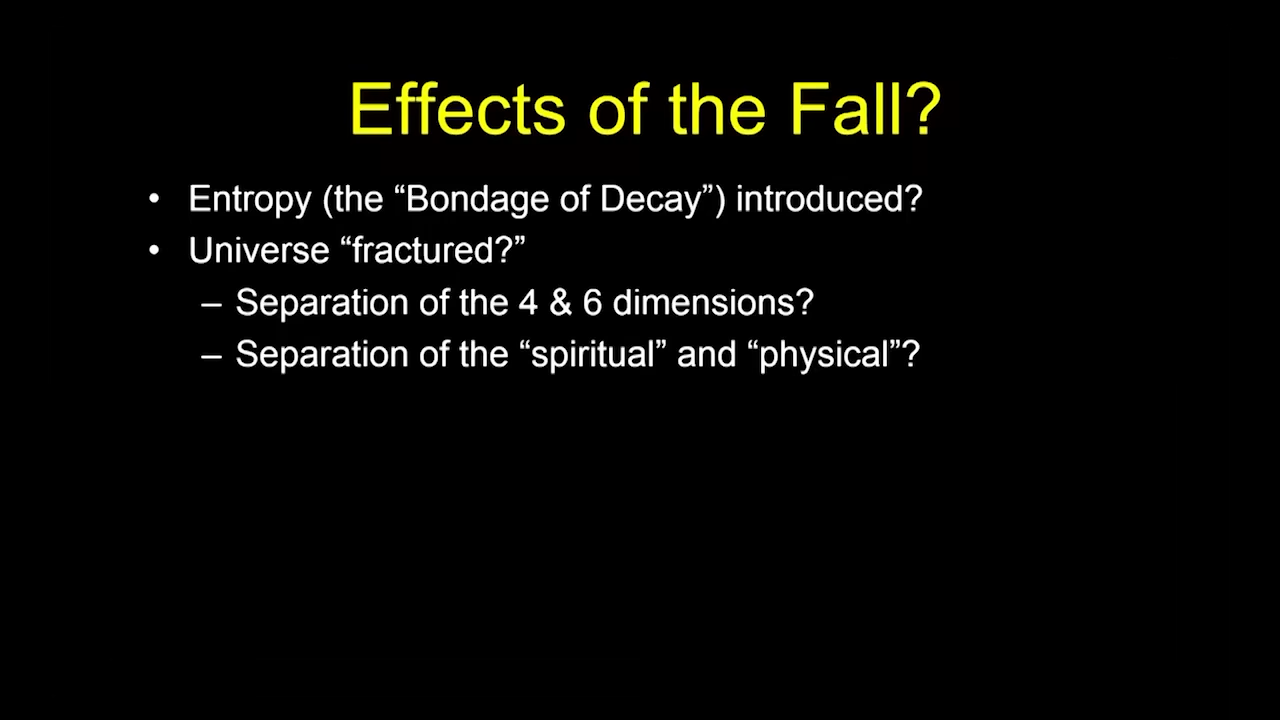 Effects of the Fall?
• Entropy (the “Bondage of Decay”) introduced?
• Universe “fractured?”
– Separation of the 4 & 6 dimensions?
– Separation of the “spiritual” and “physical”?